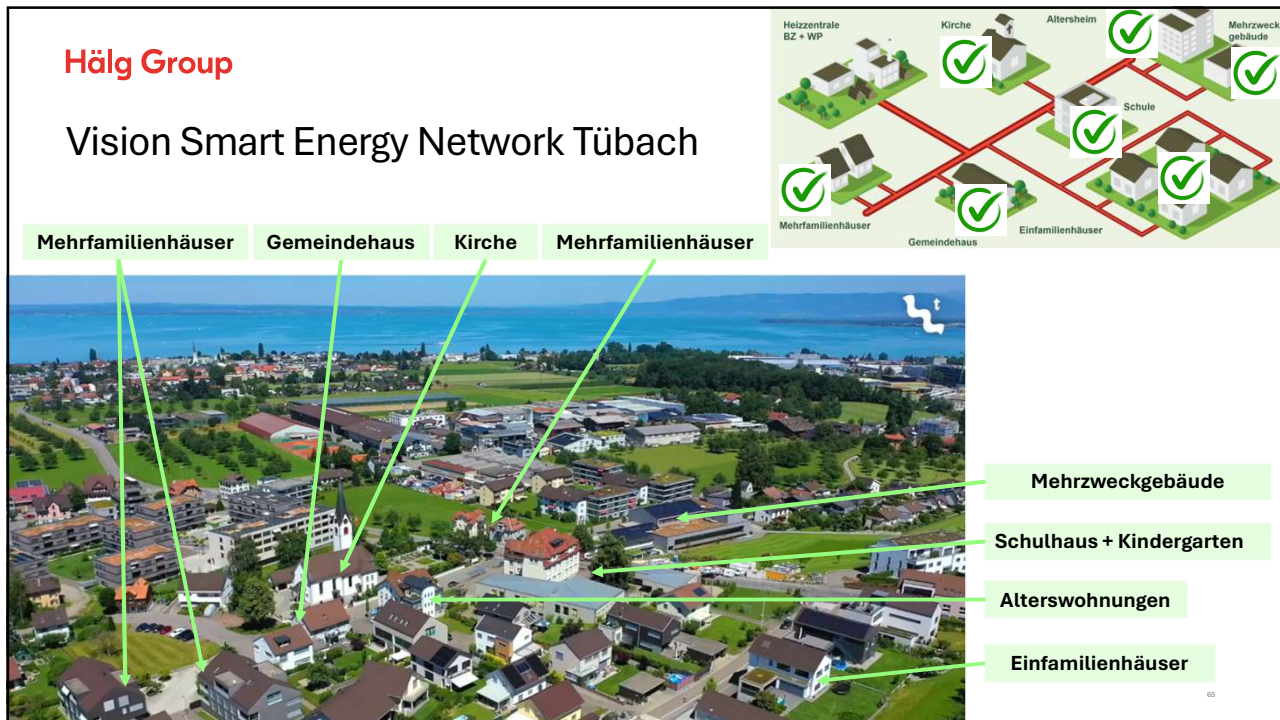 Hälg Group
Vision Smart Energy Network Tübach
Heizzentrale
BZ + WP
Kirche
Altersheim
Mehrzweck
gebäude
Schule
Mehrfamilienhäuser
Gemeindehaus
Einfamilienhäuser
Mehrfamilienhäuser
Gemeindehaus
Kirche
Mehrfamilienhäuser
t
Mehrzweckgebäude
Schulhaus + Kindergarten
Alterswohnungen
Einfamilienhäuser
65